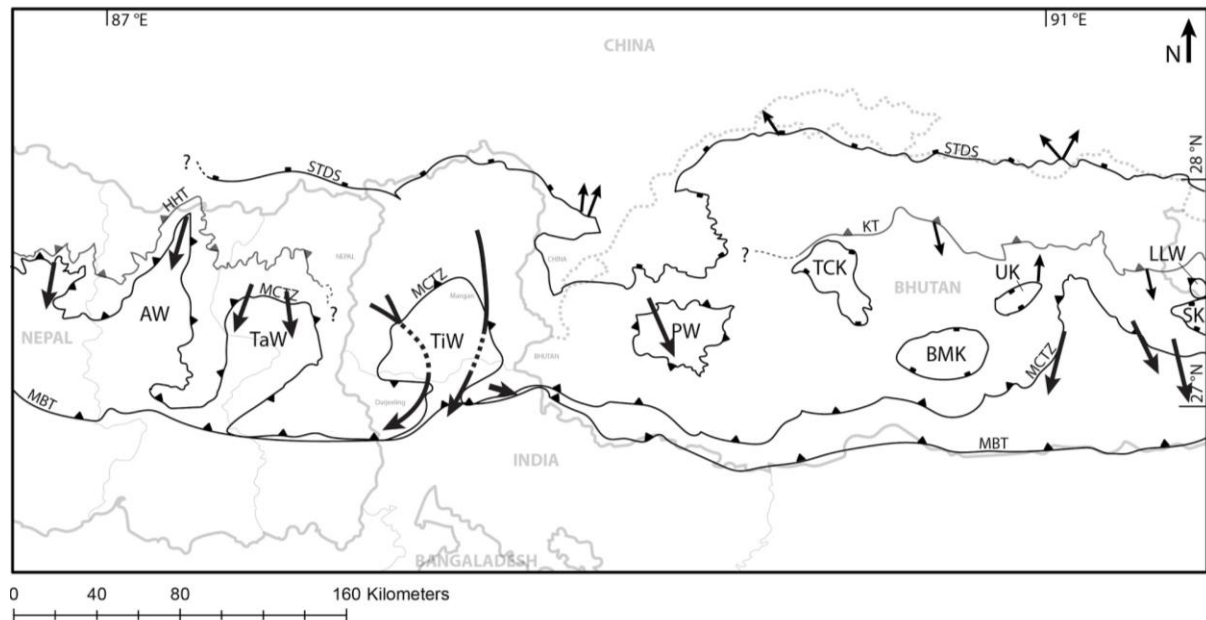 87 °E
91 °E
CHINA
N
?
STDS
STDS
28 °N
HHT
KT
NEPAL
CHINA
?
TCK
BHUTAN
UK
LLW
MCTZ
MCTZ
Mangan
AW
SK
NEPAL
TaW
?
TiW
PW
BMK
MCTZ
BHUTAN
MBT
Darjeeling
27 °N
MBT
INDIA
BANGALADESH
0 40 80 160 Kilometers